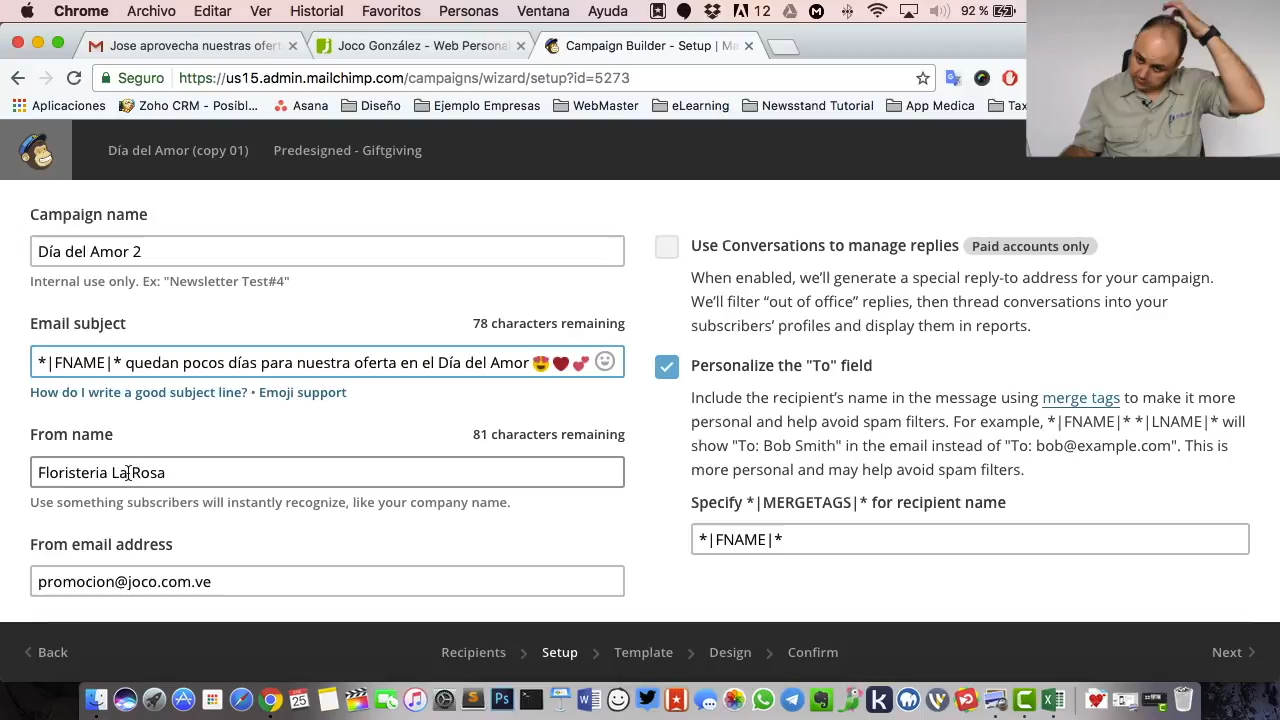 Chrome Archivo Editar Ver Historial Favoritos Personas Ventana Ayuda 12 92 %
Jose aprovecha nuestras ofer
Joco González - Web Personal
Campaign Builder - Setup | Ma
Seguro https://us15.admin.mailchimp.com/campaigns/wizard/setup?id=5273
Aplicaciones Zoho CRM - Posibl... Asana Diseño Ejemplo Empresas WebMaster eLearning Newsstand Tutorial App Medica Tax
Día del Amor (copy 01) Predesigned - Giftgiving
Campaign name
Día del Amor 2
Internal use only. Ex: "Newsletter Test#4"
Email subject 78 characters remaining
*|FNAME|* quedan pocos días para nuestra oferta en el Día del Amor 😍❤️💕
How do I write a good subject line? • Emoji support
From name 81 characters remaining
Floristeria La Rosa
Use something subscribers will instantly recognize, like your company name.
From email address
promocion@joco.com.ve
Use Conversations to manage replies Paid accounts only
When enabled, we'll generate a special reply-to address for your campaign.
We'll filter “out of office” replies, then thread conversations into your
subscribers’ profiles and display them in reports.
Personalize the "To" field
Include the recipient’s name in the message using merge tags to make it more
personal and help avoid spam filters. For example, *|FNAME|* *|LNAME|* will
show "To: Bob Smith" in the email instead of "To: bob@example.com". This is
more personal and may help avoid spam filters.
Specify *|MERGETAGS|* for recipient name
*|FNAME|*
Back Recipients Setup Template Design Confirm Next